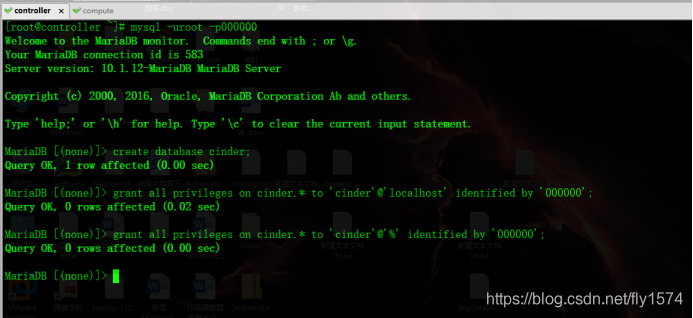 controller
compute
[root@controller ~]# mysql -uroot -p000000
Welcome to the MariaDB monitor.  Commands end with ; or \g.
Your MariaDB connection id is 583
Server version: 10.1.12-MariaDB MariaDB Server
Copyright (c) 2000, 2016, Oracle, MariaDB Corporation Ab and others.
Type 'help;' or '\h' for help. Type '\c' to clear the current input statement.
MariaDB [(none)]> create database cinder;
Query OK, 1 row affected (0.00 sec)
MariaDB [(none)]> grant all privileges on cinder.* to 'cinder'@'localhost' identified by '000000';
Query OK, 0 rows affected (0.02 sec)
MariaDB [(none)]> grant all privileges on cinder.* to 'cinder'@'%' identified by '000000';
Query OK, 0 rows affected (0.00 sec)
MariaDB [(none)]>
https://blog.csdn.net/fly1574